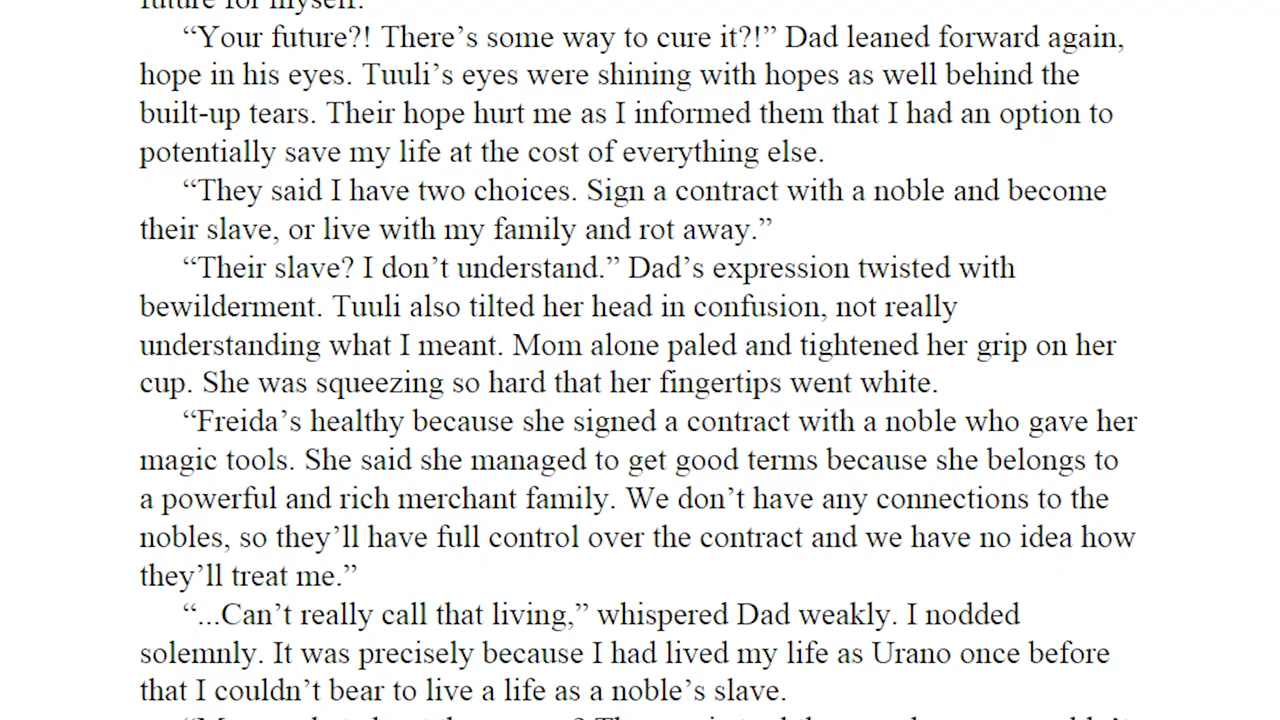 future for myself.
“Your future?! There’s some way to cure it?!” Dad leaned forward again,
hope in his eyes. Tuuli’s eyes were shining with hopes as well behind the
built-up tears. Their hope hurt me as I informed them that I had an option to
potentially save my life at the cost of everything else.
“They said I have two choices. Sign a contract with a noble and become
their slave, or live with my family and rot away.”
“Their slave? I don’t understand.” Dad’s expression twisted with
bewilderment. Tuuli also tilted her head in confusion, not really
understanding what I meant. Mom alone paled and tightened her grip on her
cup. She was squeezing so hard that her fingertips went white.
“Freida’s healthy because she signed a contract with a noble who gave her
magic tools. She said she managed to get good terms because she belongs to
a powerful and rich merchant family. We don’t have any connections to the
nobles, so they’ll have full control over the contract and we have no idea how
they’ll treat me.”
“...Can’t really call that living,” whispered Dad weakly. I nodded
solemnly. It was precisely because I had lived my life as Urano once before
that I couldn’t bear to live a life as a noble’s slave.